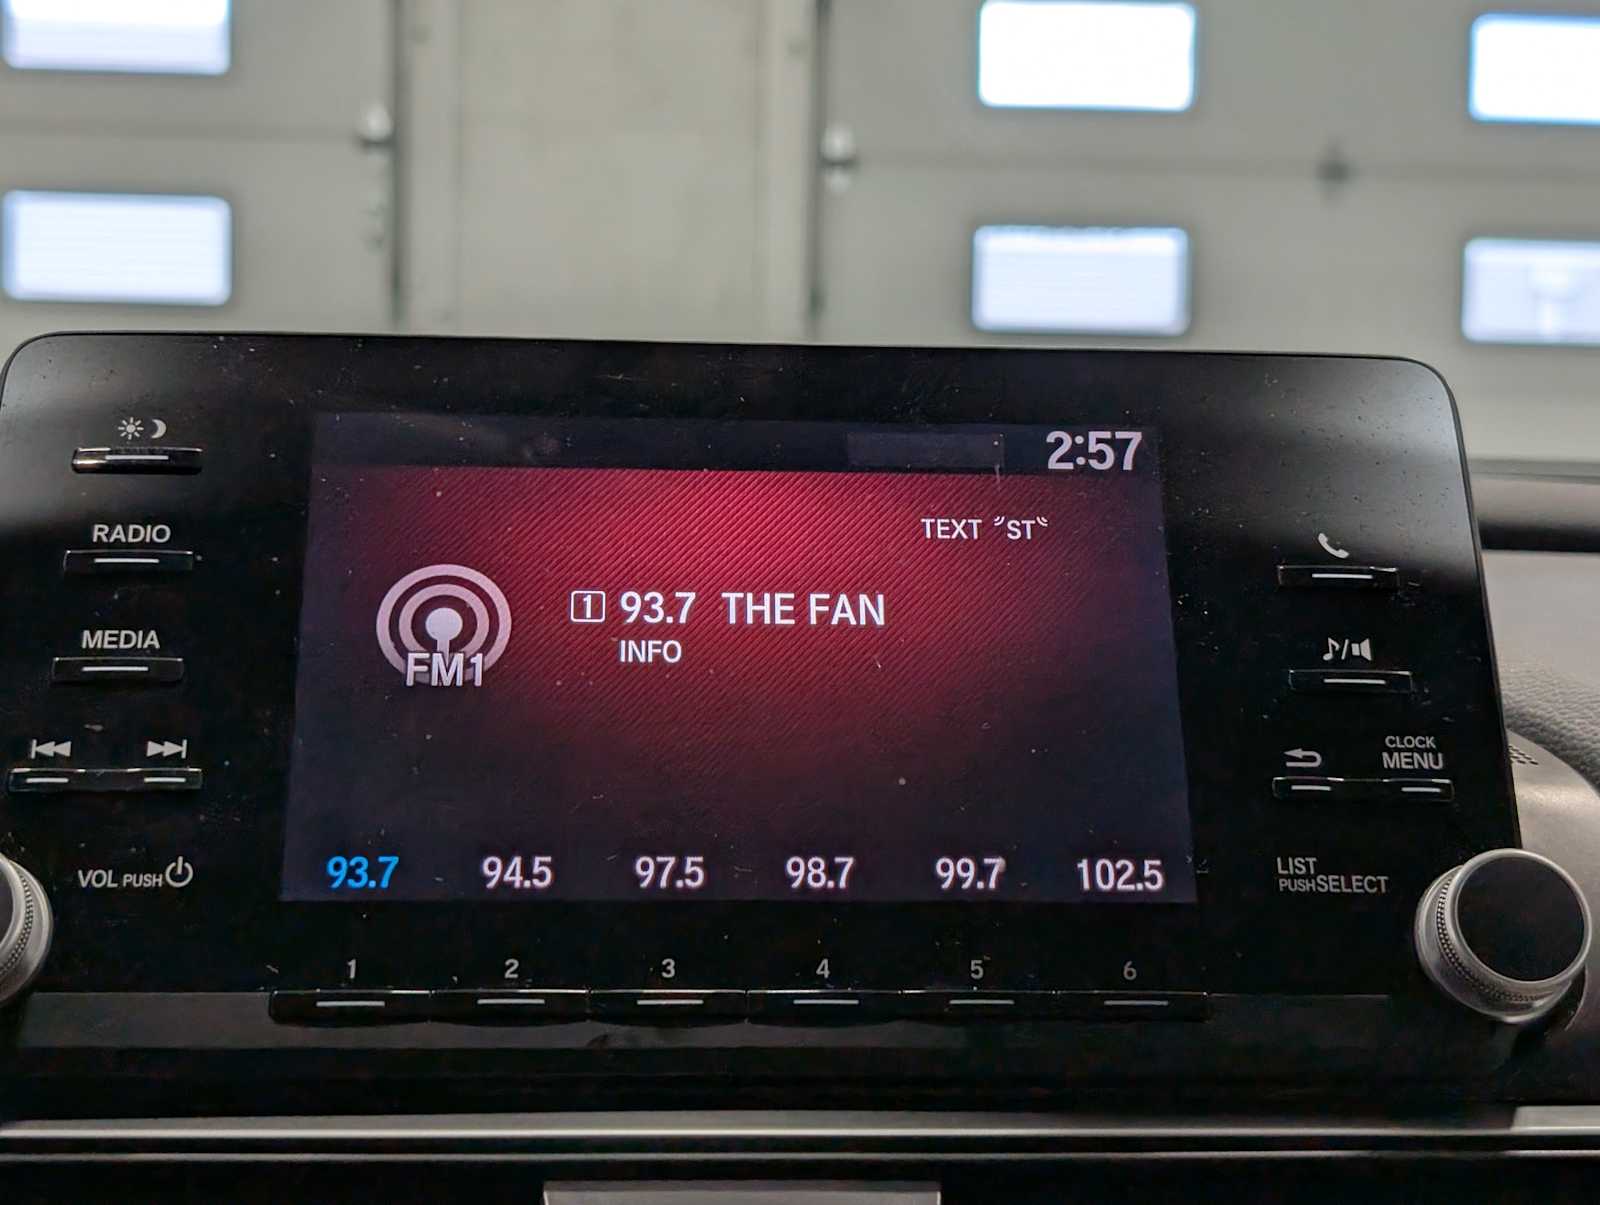 2:57
RADIO
TEXT "ST"
1 93.7 THE FAN
INFO
FM1
MEDIA
CLOCK
MENU
VOL PUSH
93.7 94.5 97.5 98.7 99.7 102.5
LIST
PUSH SELECT
1 2 3 4 5 6